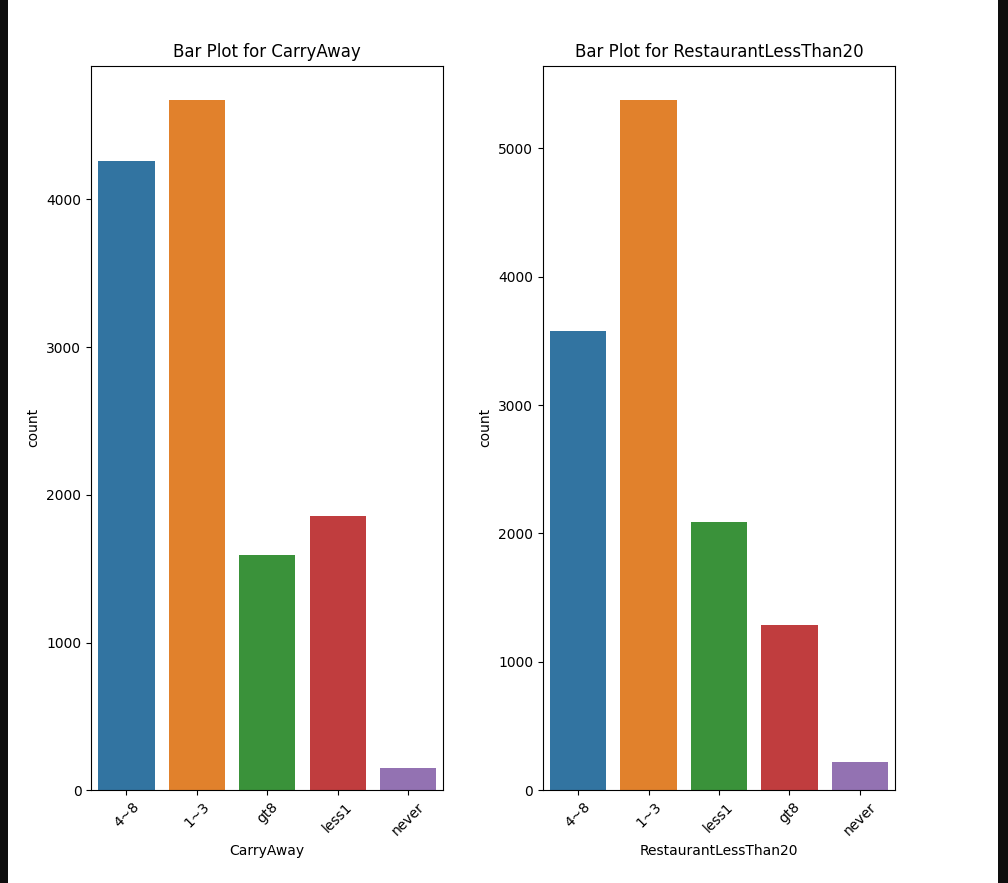 Bar Plot for CarryAway
count
4000
3000
2000
1000
0
4~8
1~3
gt8
less1
never
CarryAway
Bar Plot for RestaurantLessThan20
count
5000
4000
3000
2000
1000
0
4~8
1~3
less1
gt8
never
RestaurantLessThan20